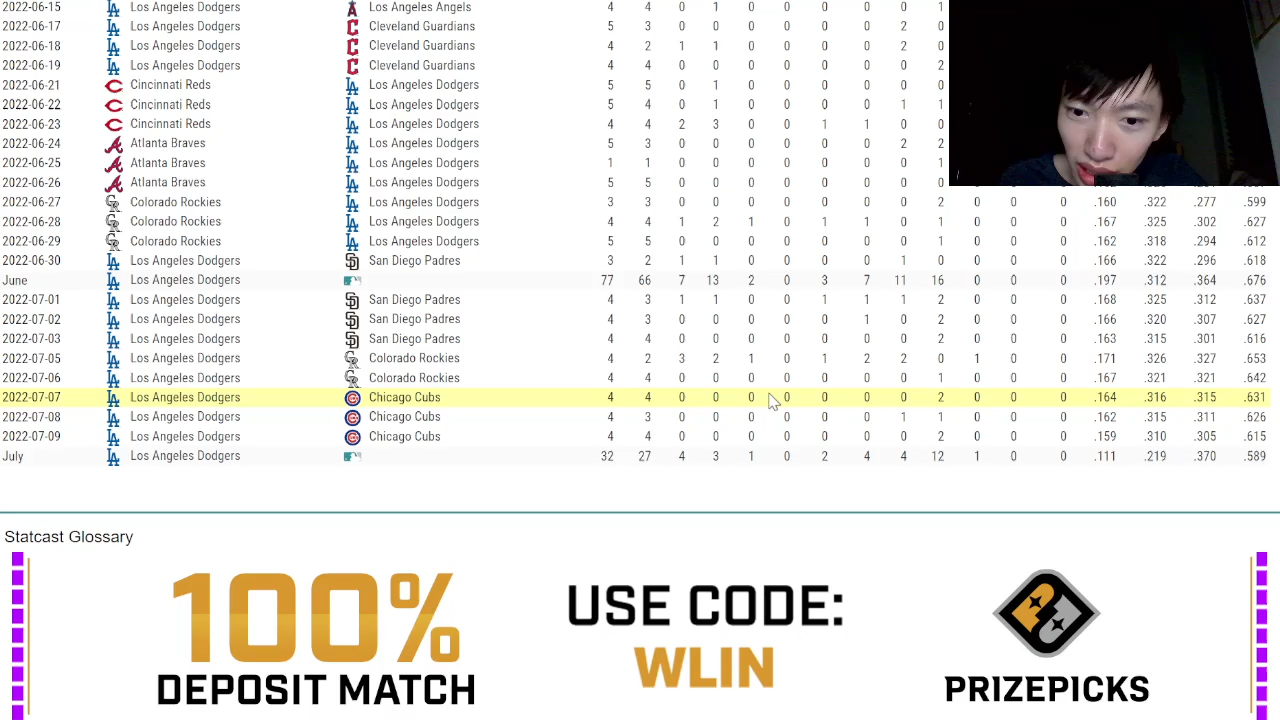 2022-06-15 Los Angeles Dodgers Los Angeles Angels 4 4 0 1 0 0 0 0 0 1
2022-06-17 Los Angeles Dodgers Cleveland Guardians 5 3 0 0 0 0 0 0 2 0
2022-06-18 Los Angeles Dodgers Cleveland Guardians 4 2 1 1 0 0 0 0 2 0
2022-06-19 Los Angeles Dodgers Cleveland Guardians 4 4 0 0 0 0 0 0 0 2
2022-06-21 Cincinnati Reds Los Angeles Dodgers 5 5 0 1 0 0 0 0 0 0
2022-06-22 Cincinnati Reds Los Angeles Dodgers 5 4 0 1 0 0 0 0 1 1
2022-06-23 Cincinnati Reds Los Angeles Dodgers 4 4 2 3 0 0 1 1 0 0
2022-06-24 Atlanta Braves Los Angeles Dodgers 5 3 0 0 0 0 0 0 2 2
2022-06-25 Atlanta Braves Los Angeles Dodgers 1 1 0 0 0 0 0 0 0 1
2022-06-26 Atlanta Braves Los Angeles Dodgers 5 5 0 0 0 0 0 0 0 0
2022-06-27 Colorado Rockies Los Angeles Dodgers 3 3 0 0 0 0 0 0 0 2 0 0 .160 .322 .277 .599
2022-06-28 Colorado Rockies Los Angeles Dodgers 4 4 1 2 1 0 1 1 0 1 0 0 .167 .325 .302 .627
2022-06-29 Colorado Rockies Los Angeles Dodgers 5 5 0 0 0 0 0 0 0 1 0 0 .162 .318 .294 .612
2022-06-30 Los Angeles Dodgers San Diego Padres 3 2 1 1 0 0 0 0 1 0 0 0 .166 .322 .296 .618
June Los Angeles Dodgers 77 66 7 13 2 0 3 7 11 16 0 0 .197 .312 .364 .676
2022-07-01 Los Angeles Dodgers San Diego Padres 4 3 1 1 0 0 1 1 1 2 0 0 .168 .325 .312 .637
2022-07-02 Los Angeles Dodgers San Diego Padres 4 3 0 0 0 0 0 1 0 2 0 0 .166 .320 .307 .627
2022-07-03 Los Angeles Dodgers San Diego Padres 4 4 0 0 0 0 0 0 0 2 0 0 .163 .315 .301 .616
2022-07-05 Los Angeles Dodgers Colorado Rockies 4 2 3 2 1 0 1 2 2 0 1 0 .171 .326 .327 .653
2022-07-06 Los Angeles Dodgers Colorado Rockies 4 4 0 0 0 0 0 0 0 1 0 0 .167 .321 .321 .642
2022-07-07 Los Angeles Dodgers Chicago Cubs 4 4 0 0 0 0 0 0 0 2 0 0 .164 .316 .315 .631
2022-07-08 Los Angeles Dodgers Chicago Cubs 4 3 0 0 0 0 0 0 1 1 0 0 .162 .315 .311 .626
2022-07-09 Los Angeles Dodgers Chicago Cubs 4 4 0 0 0 0 0 0 0 2 0 0 .159 .310 .305 .615
July Los Angeles Dodgers 32 27 4 3 1 0 2 4 4 12 1 0 .111 .219 .370 .589
Statcast Glossary
100%
DEPOSIT MATCH
USE CODE:
WLIN
PRIZEPICKS